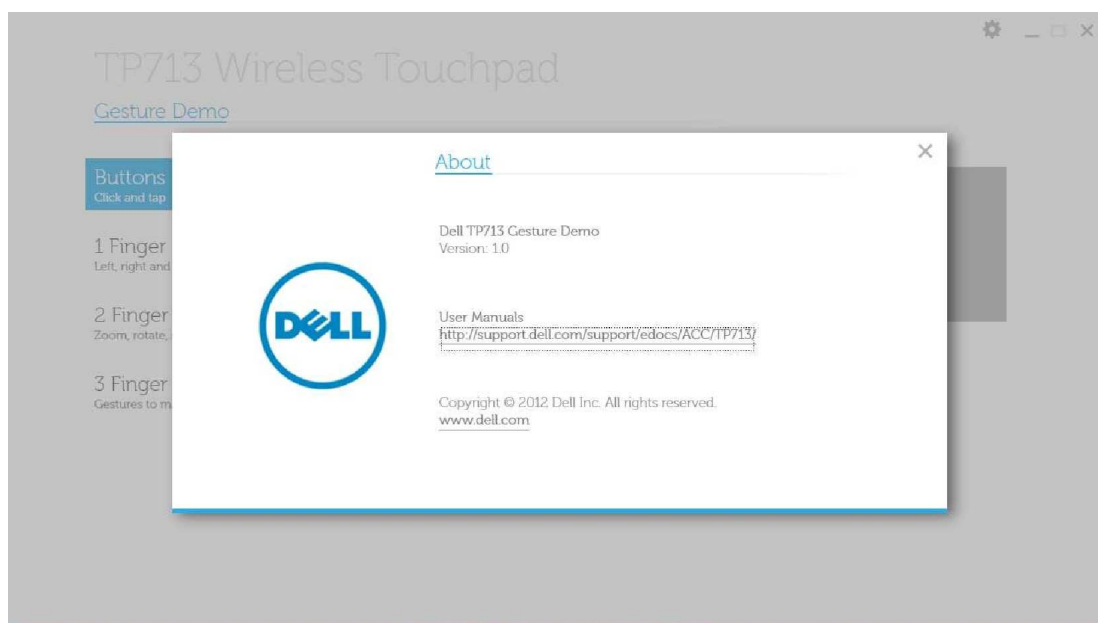 TP713 Wireless Touchpad
Gesture Demo
Buttons
Click and tap
1 Finger
Left, right and
2 Finger
Zoom, rotate,
3 Finger
Gestures to
About
Dell TP713 Gesture Demo
Version: 1.0
DELL
User Manuals
http://support.dell.com/support/edocs/ACC/TP713/
Copyright © 2012 Dell Inc. All rights reserved.
www.dell.com